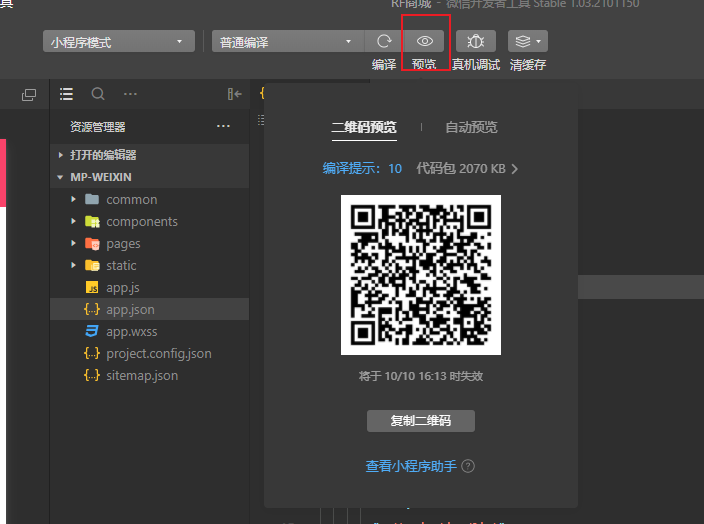 具
RF商城 - 微信开发者工具 Stable 1.03.2101150
小程序模式
普通编译
编译
预览
真机调试
清缓存
资源管理器
打开的编辑器
MP-WEIXIN
common
components
pages
static
app.js
app.json
app.wxss
project.config.json
sitemap.json
二维码预览
自动预览
编译提示：10 代码包 2070 KB
将于 10/10 16:13 时失效
复制二维码
查看小程序助手